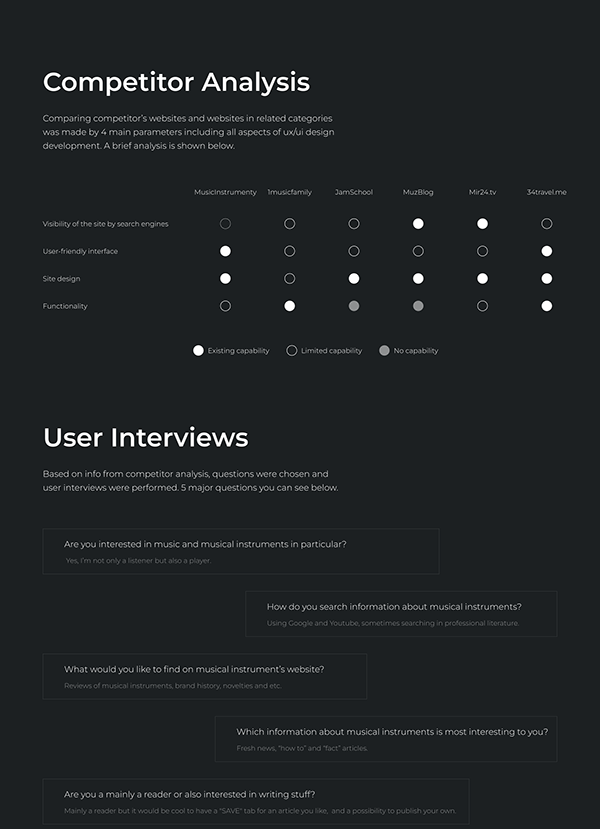 Competitor Analysis
Comparing competitor's websites and websites in related categories
was made by 4 main parameters including all aspects of ux/ui design
development. A brief analysis is shown below.
MusicInstrumenty 1musicfamily JamSchool MuzBlog Mir24.tv 34travel.me
Visibility of the site by search engines
User-friendly interface
Site design
Functionality
Existing capability Limited capability No capability
User Interviews
Based on info from competitor analysis, questions were chosen and
user interviews were performed. 5 major questions you can see below.
Are you interested in music and musical instruments in particular?
Yes, I'm not only a listener but also a player.
How do you search information about musical instruments?
Using Google and Youtube, sometimes searching in professional literature.
What would you like to find on musical instrument's website?
Reviews of musical instruments, brand history, novelties and etc.
Which information about musical instruments is most interesting to you?
Fresh news, "how to" and "fact" articles.
Are you a mainly a reader or also interested in writing stuff?
Mainly a reader but it would be cool to have a "SAVE" tab for an article you like, and a possibility to publish your own.